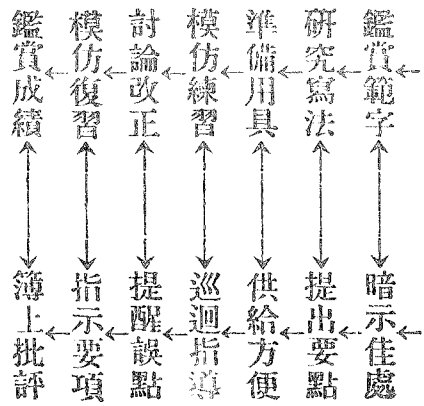 鑑賞範字
研究寫法
準備用具
模仿練習
討論改正
模仿復習
鑑賞成績
暗示佳處
提出要點
供給方便
巡迴指導
提醒誤點
指示要項
簿上批評